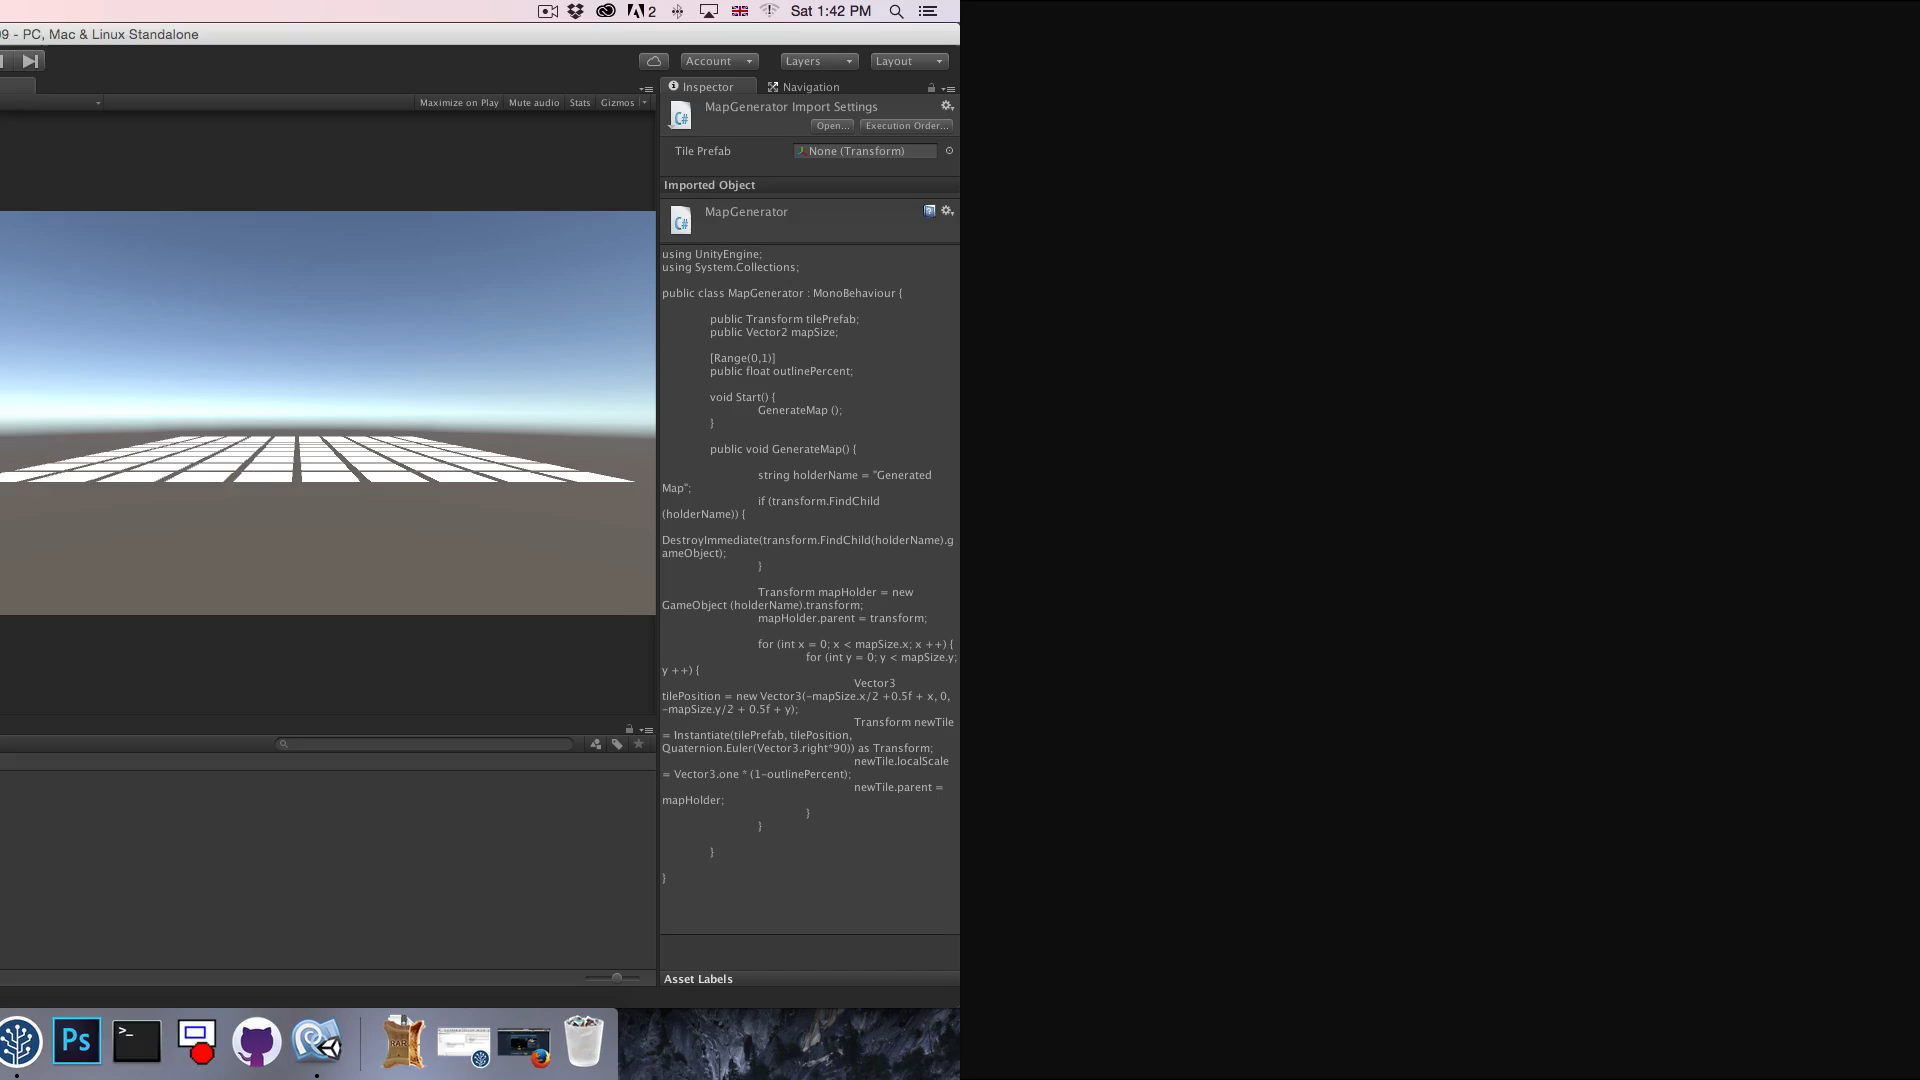 2 Sat 1:42 PM
9 - PC, Mac & Linux Standalone
Account Layers Layout
Inspector Navigation
Maximize on Play Mute audio Stats Gizmos
MapGenerator Import Settings
C#
Open... Execution Order...
Tile Prefab None (Transform)
Imported Object
MapGenerator
C#
using UnityEngine;
using System.Collections;
public class MapGenerator : MonoBehaviour {
public Transform tilePrefab;
public Vector2 mapSize;
[Range(0,1)]
public float outlinePercent;
void Start() {
GenerateMap ();
}
public void GenerateMap() {
string holderName = "Generated
Map";
if (transform.FindChild
(holderName)) {
DestroyImmediate(transform.FindChild(holderName).g
ameObject);
}
Transform mapHolder = new
GameObject (holderName).transform;
mapHolder.parent = transform;
for (int x = 0; x < mapSize.x; x ++) {
for (int y = 0; y < mapSize.y;
y ++) {
Vector3
tilePosition = new Vector3(-mapSize.x/2 +0.5f + x, 0,
-mapSize.y/2 + 0.5f + y);
Transform newTile
= Instantiate(tilePrefab, tilePosition,
Quaternion.Euler(Vector3.right*90)) as Transform;
newTile.localScale
= Vector3.one * (1-outlinePercent);
newTile.parent =
mapHolder;
}
}
}
}
Asset Labels
Ps
>_
RAR